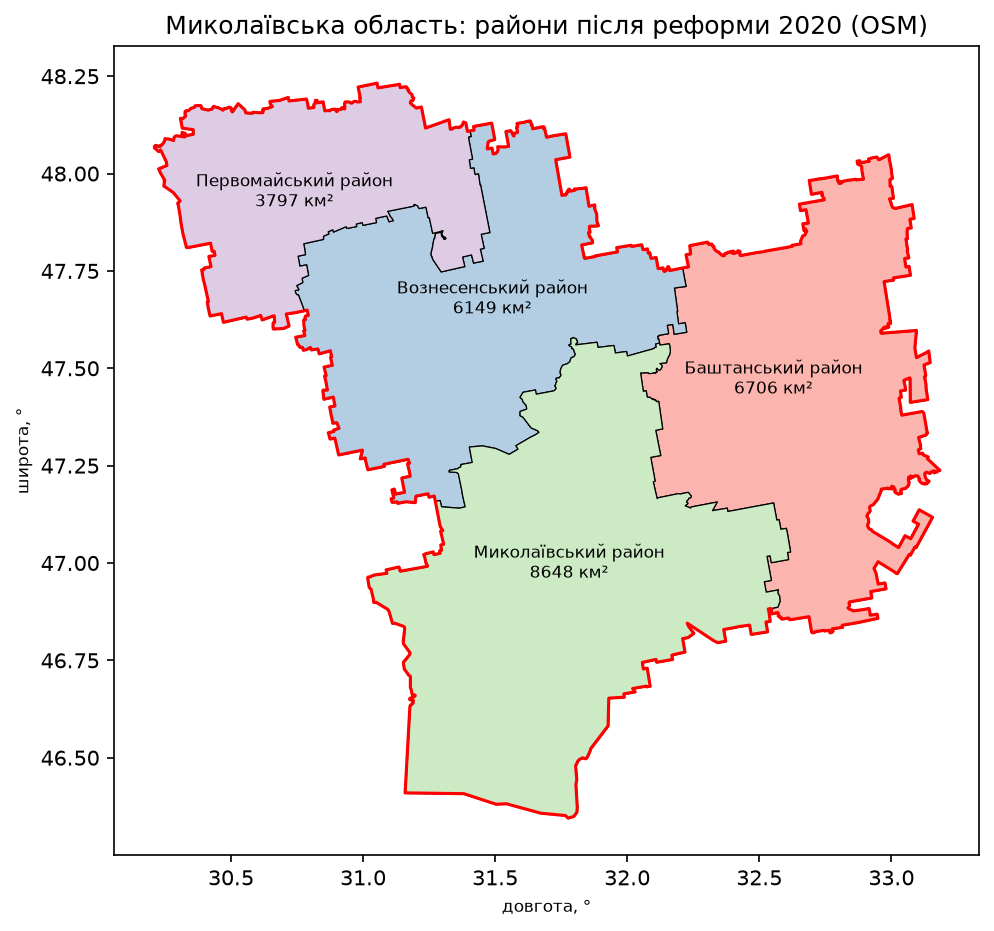 Миколаївська область: райони після реформи 2020 (OSM)
48.25
48.00
47.75
47.50
47.25
47.00
46.75
46.50
широта, °
Первомайський район
3797 км²
Вознесенський район
6149 км²
Баштанський район
6706 км²
Миколаївський район
8648 км²
30.5 31.0 31.5 32.0 32.5 33.0
довгота, °